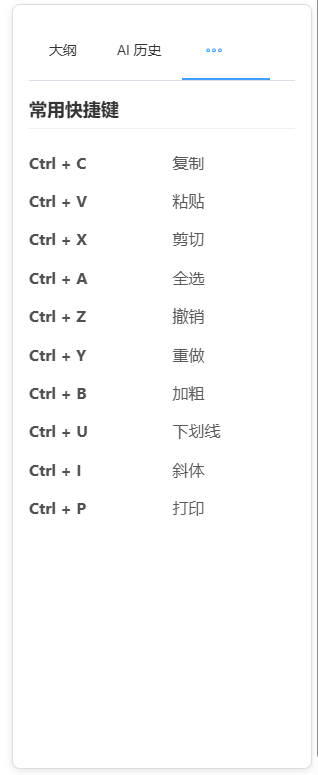 大纲 AI 历史 ∘∘∘
常用快捷键
Ctrl + C 复制
Ctrl + V 粘贴
Ctrl + X 剪切
Ctrl + A 全选
Ctrl + Z 撤销
Ctrl + Y 重做
Ctrl + B 加粗
Ctrl + U 下划线
Ctrl + I 斜体
Ctrl + P 打印